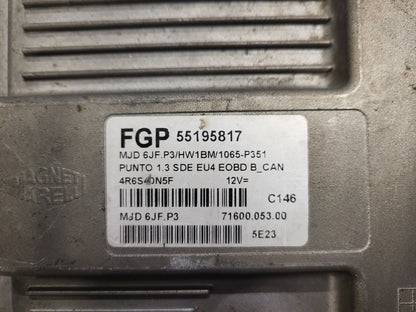 FGP 55195817
MJD 6JF.P3/HW1BM/1065-P351
PUNTO 1.3 SDE EU4 EOBD B_CAN
4R6S4DN5F 12V=
C146
MJD 6JF.P3 71600.053.00
5E23
MAGNETI
MARELLI